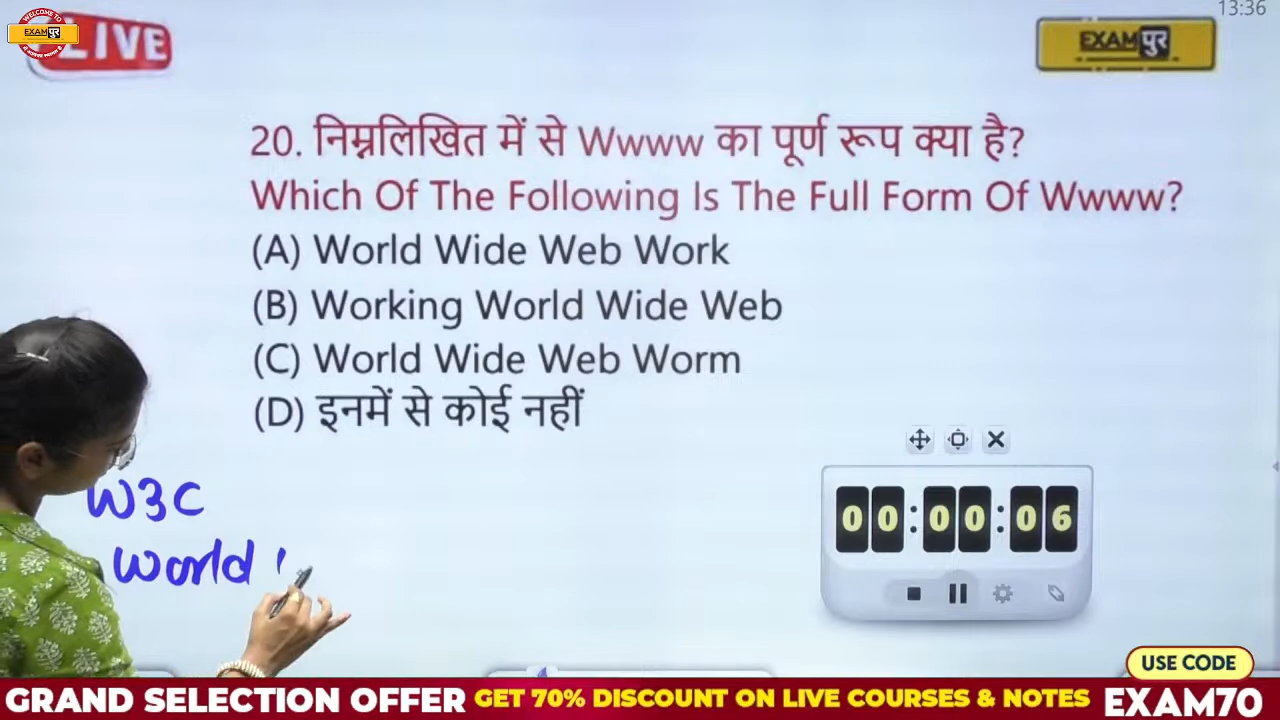 13:36
WELCOME TO
EXAMपुर
LIVE
EXAMपुर
20. निम्नलिखित में से Wwww का पूर्ण रूप क्या है?
Which Of The Following Is The Full Form Of Wwww?
(A) World Wide Web Work
(B) Working World Wide Web
(C) World Wide Web Worm
(D) इनमें से कोई नहीं
W3C
World
00:00:06
USE CODE
GRAND SELECTION OFFER GET 70% DISCOUNT ON LIVE COURSES & NOTES EXAM70